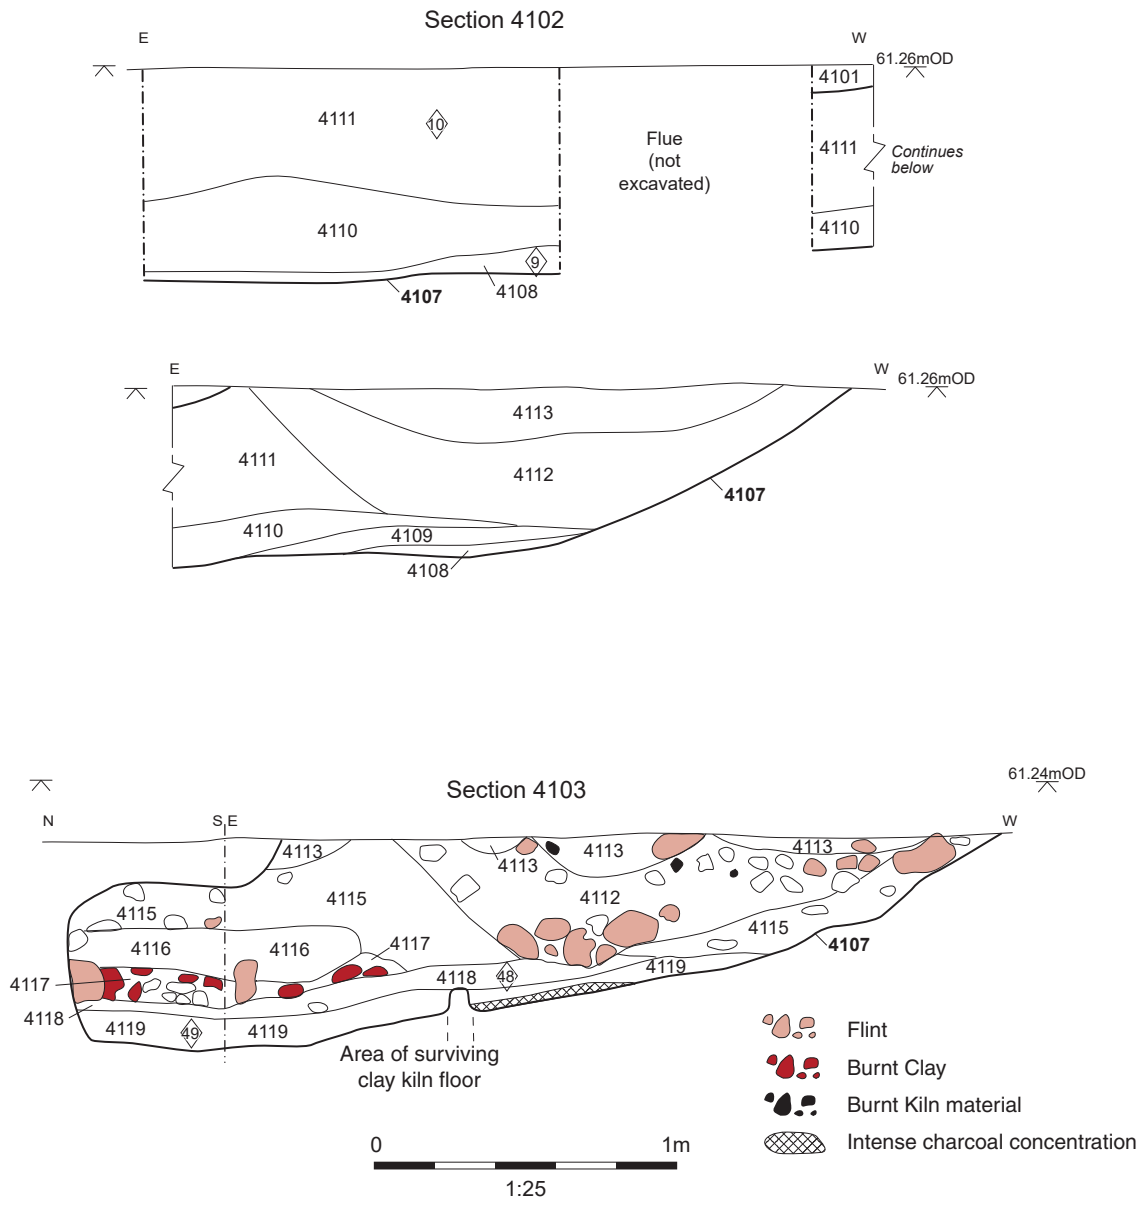 Section 4102
E
W
61.26mOD
4101
4111
10
Flue
(not
excavated)
4111
Continues
below
4110
4110
9
4108
4107
E
W
61.26mOD
4113
4111
4112
4107
4110
4109
4108
61.24mOD
Section 4103
N
S E
W
4113
4113
4113
4113
4115
4115
4112
4115
4116
4116
4117
4107
4117
4118
48
4119
4118
4119
49
4119
Area of surviving
clay kiln floor
Flint
Burnt Clay
Burnt Kiln material
Intense charcoal concentration
0
1m
1:25